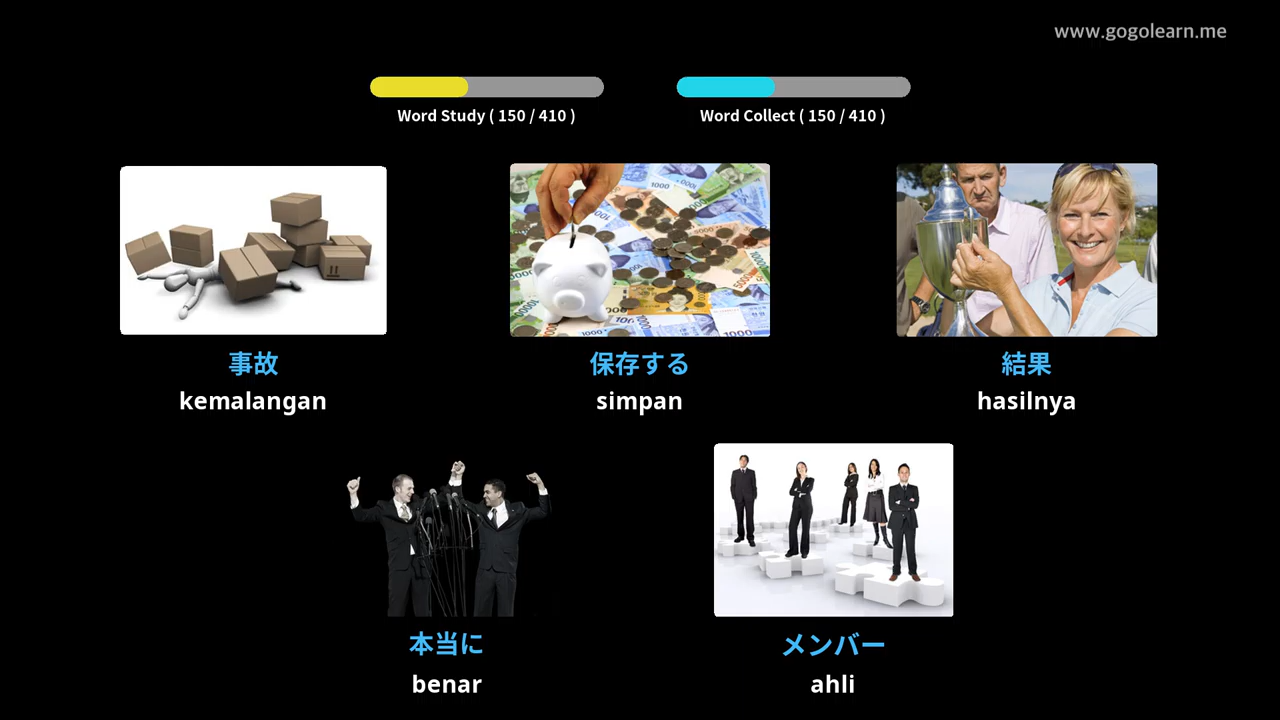 www.gogolearn.me
Word Study ( 150 / 410 )
Word Collect ( 150 / 410 )
事故
kemalangan
保存する
simpan
結果
hasilnya
本当に
benar
メンバー
ahli